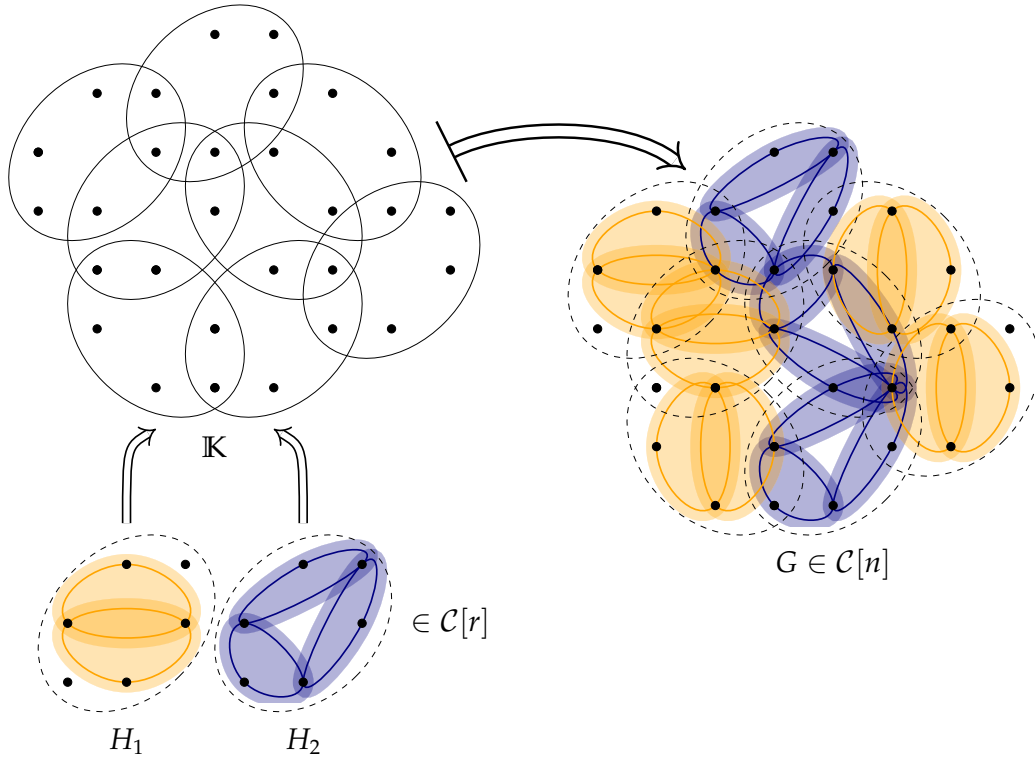 𝕂
∈ 𝒞[r]
H₁
H₂
G ∈ 𝒞[n]